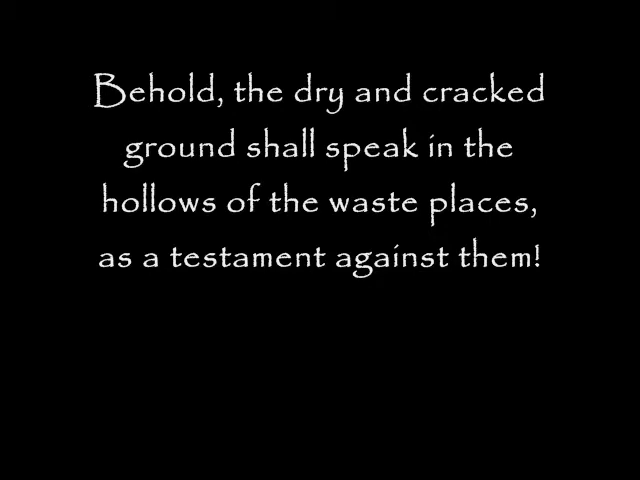 Behold, the dry and cracked
ground shall speak in the
hollows of the waste places,
as a testament against them!